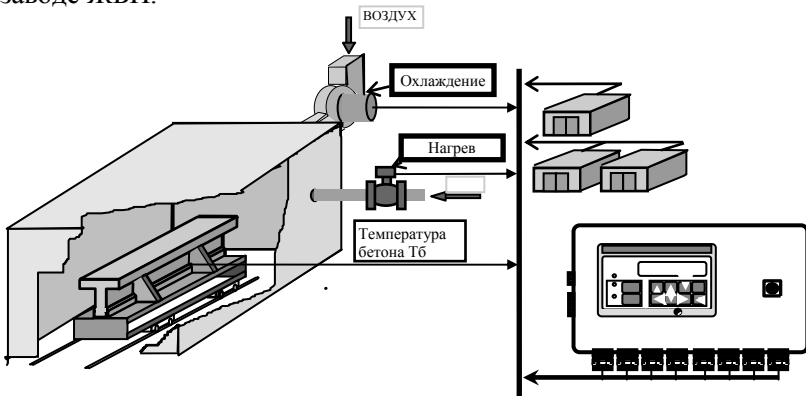 заводе ЖБИ.
ВОЗДУХ
Охлаждение
Нагрев
Температура
бетона Тб